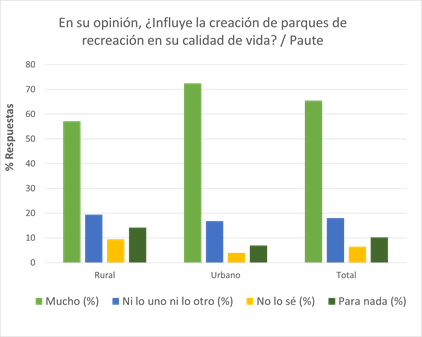 En su opinión, ¿Influye la creación de parques de
recreación en su calidad de vida? / Paute
% Respuestas
80
70
60
50
40
30
20
10
0
Rural Urbano Total
Mucho (%) Ni lo uno ni lo otro (%) No lo sé (%) Para nada (%)